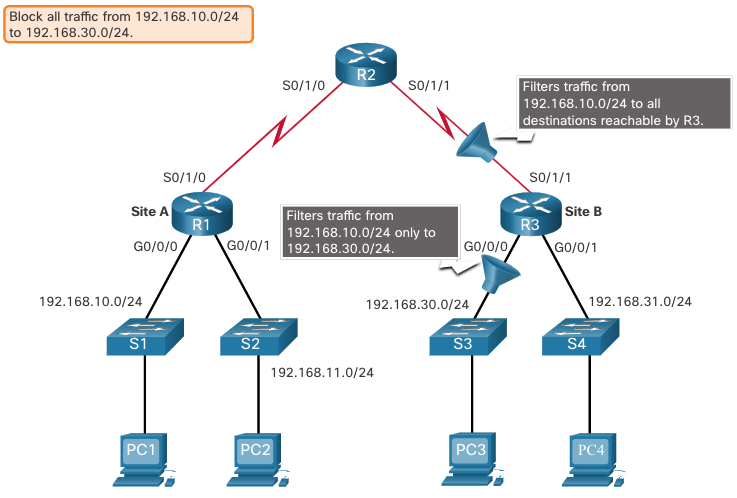 Block all traffic from 192.168.10.0/24
to 192.168.30.0/24.
R2
S0/1/0
S0/1/1
Filters traffic from
192.168.10.0/24 to all
destinations reachable by R3.
S0/1/0
S0/1/1
Site A
R1
Filters traffic from
192.168.10.0/24 only to
192.168.30.0/24.
R3
Site B
G0/0/0
G0/0/1
G0/0/0
G0/0/1
192.168.10.0/24
192.168.30.0/24
192.168.31.0/24
S1
S2
S3
S4
192.168.11.0/24
PC1
PC2
PC3
PC4